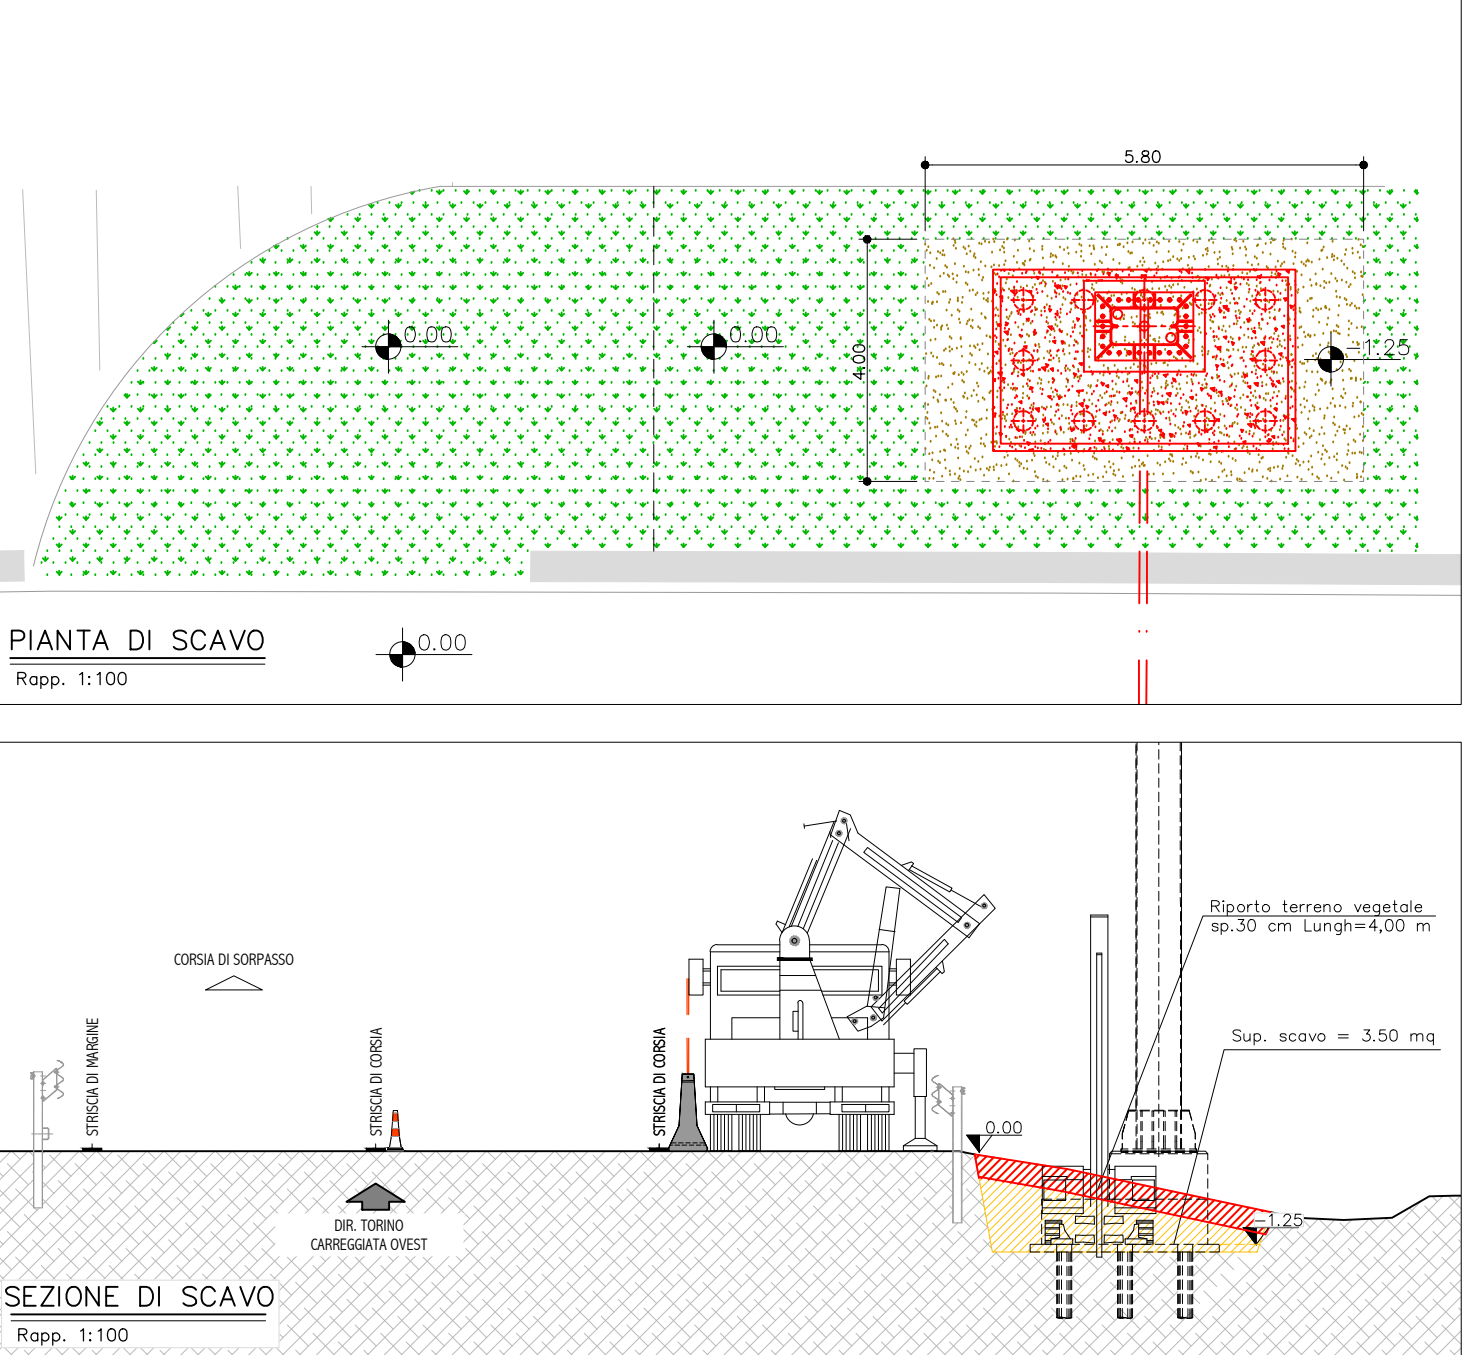 5.80
0.00
0.00
4.00
-1.25
PIANTA DI SCAVO
Rapp. 1:100
0.00
Riporto terreno vegetale
sp.30 cm Lungh=4,00 m
CORSIA DI SORPASSO
STRISCIA DI MARGINE
STRISCIA DI CORSIA
STRISCIA DI CORSIA
Sup. scavo = 3.50 mq
0.00
-1.25
DIR. TORINO
CARREGGIATA OVEST
SEZIONE DI SCAVO
Rapp. 1:100